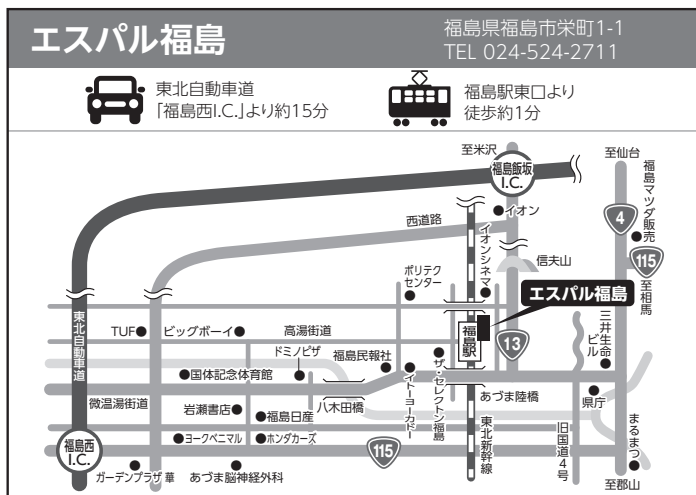 エスパル福島
福島県福島市栄町1-1
TEL 024-524-2711
東北自動車道
「福島西I.C.」より約15分
福島駅東口より
徒歩約1分
至米沢
福島飯坂
I.C.
至仙台
福島マツダ販売
4
115
至相馬
イオン
西道路
イオンシネマ
信夫山
ポリテク
センター
エスパル福島
東北自動車道
TUF
ビッグボーイ
高湯街道
福島駅
13
三井生命
ビル
ドミノピザ
福島民報社
国体記念体育館
イトーヨーカドー
ザ・セレクトン福島
あづま陸橋
微温湯街道
岩瀬書店
福島日産
八木田橋
県庁
ヨークベニマル
ホンダカーズ
東北新幹線
旧国道4号
まるまつ
福島西
I.C.
115
ガーデンプラザ 華
あづま脳神経外科
至郡山